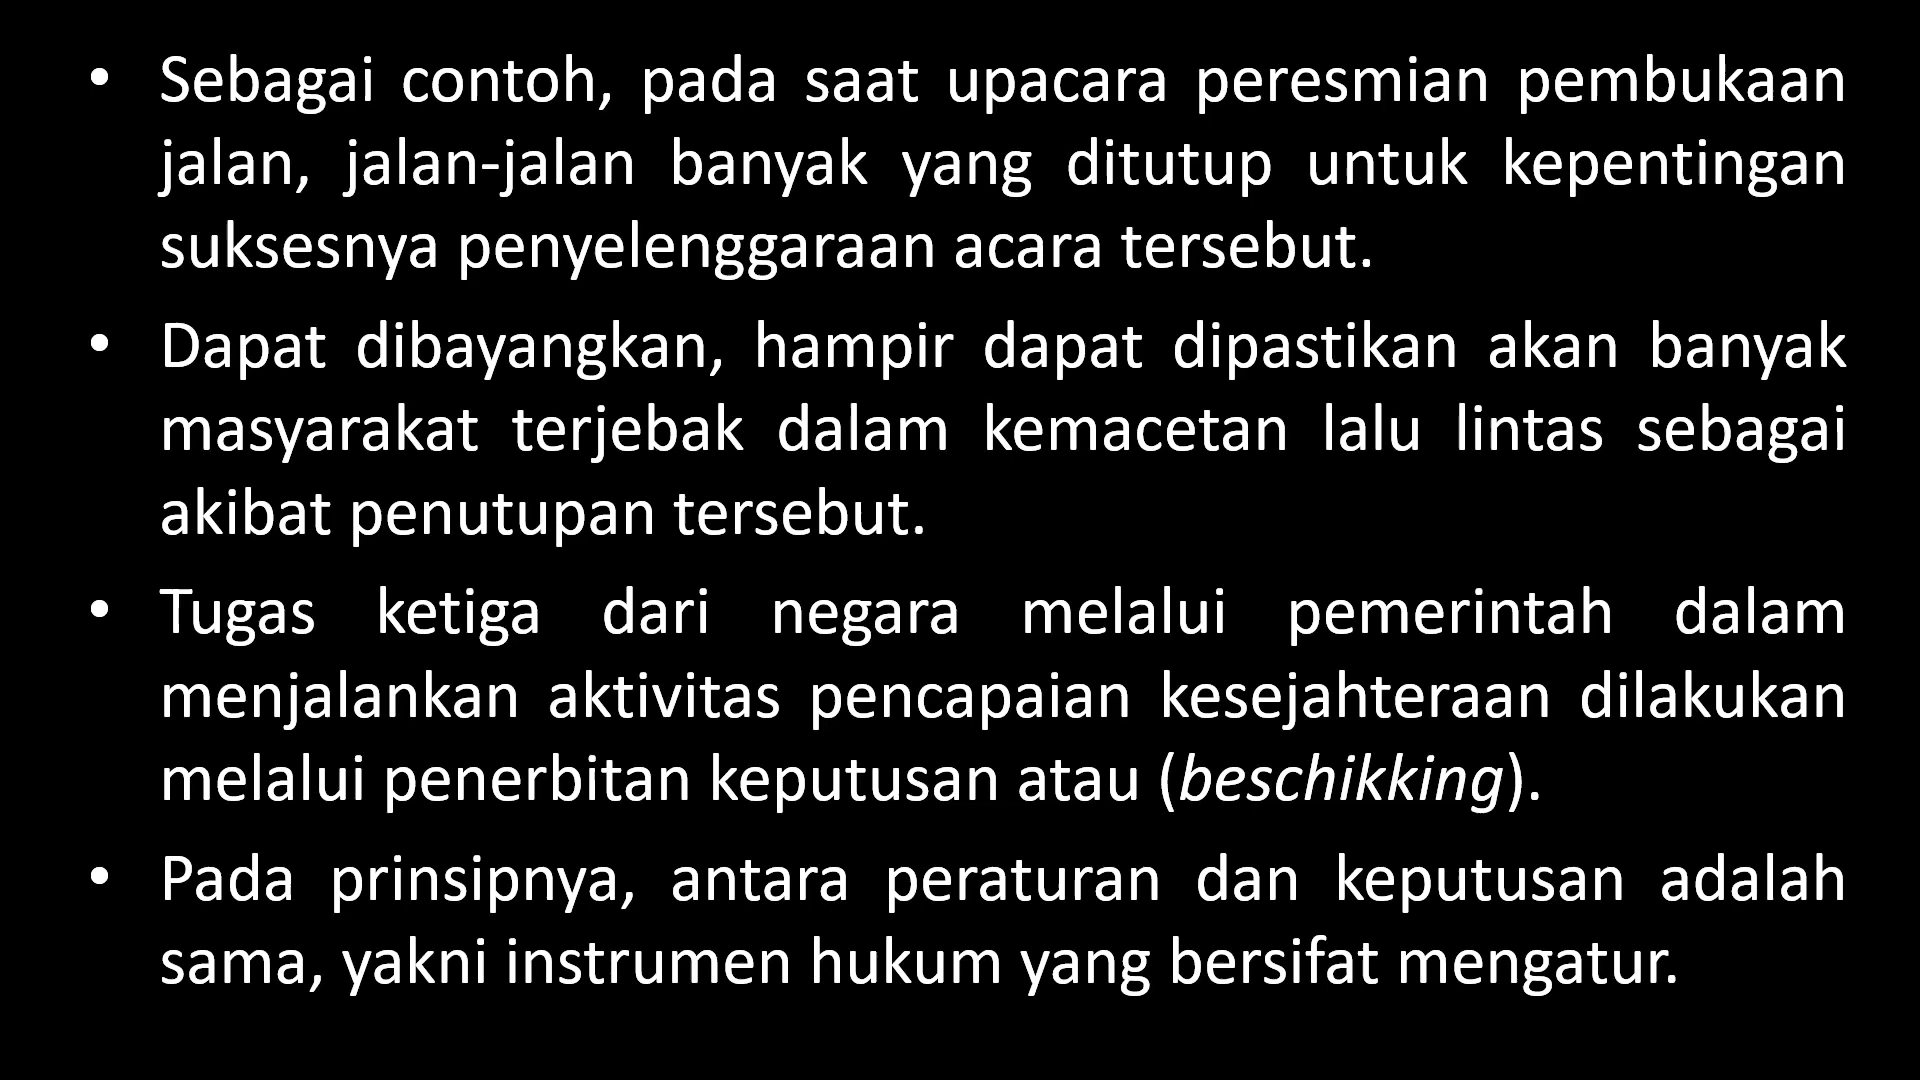 • Sebagai contoh, pada saat upacara peresmian pembukaan
jalan, jalan-jalan banyak yang ditutup untuk kepentingan
suksesnya penyelenggaraan acara tersebut.
• Dapat dibayangkan, hampir dapat dipastikan akan banyak
masyarakat terjebak dalam kemacetan lalu lintas sebagai
akibat penutupan tersebut.
• Tugas ketiga dari negara melalui pemerintah dalam
menjalankan aktivitas pencapaian kesejahteraan dilakukan
melalui penerbitan keputusan atau (beschikking).
• Pada prinsipnya, antara peraturan dan keputusan adalah
sama, yakni instrumen hukum yang bersifat mengatur.